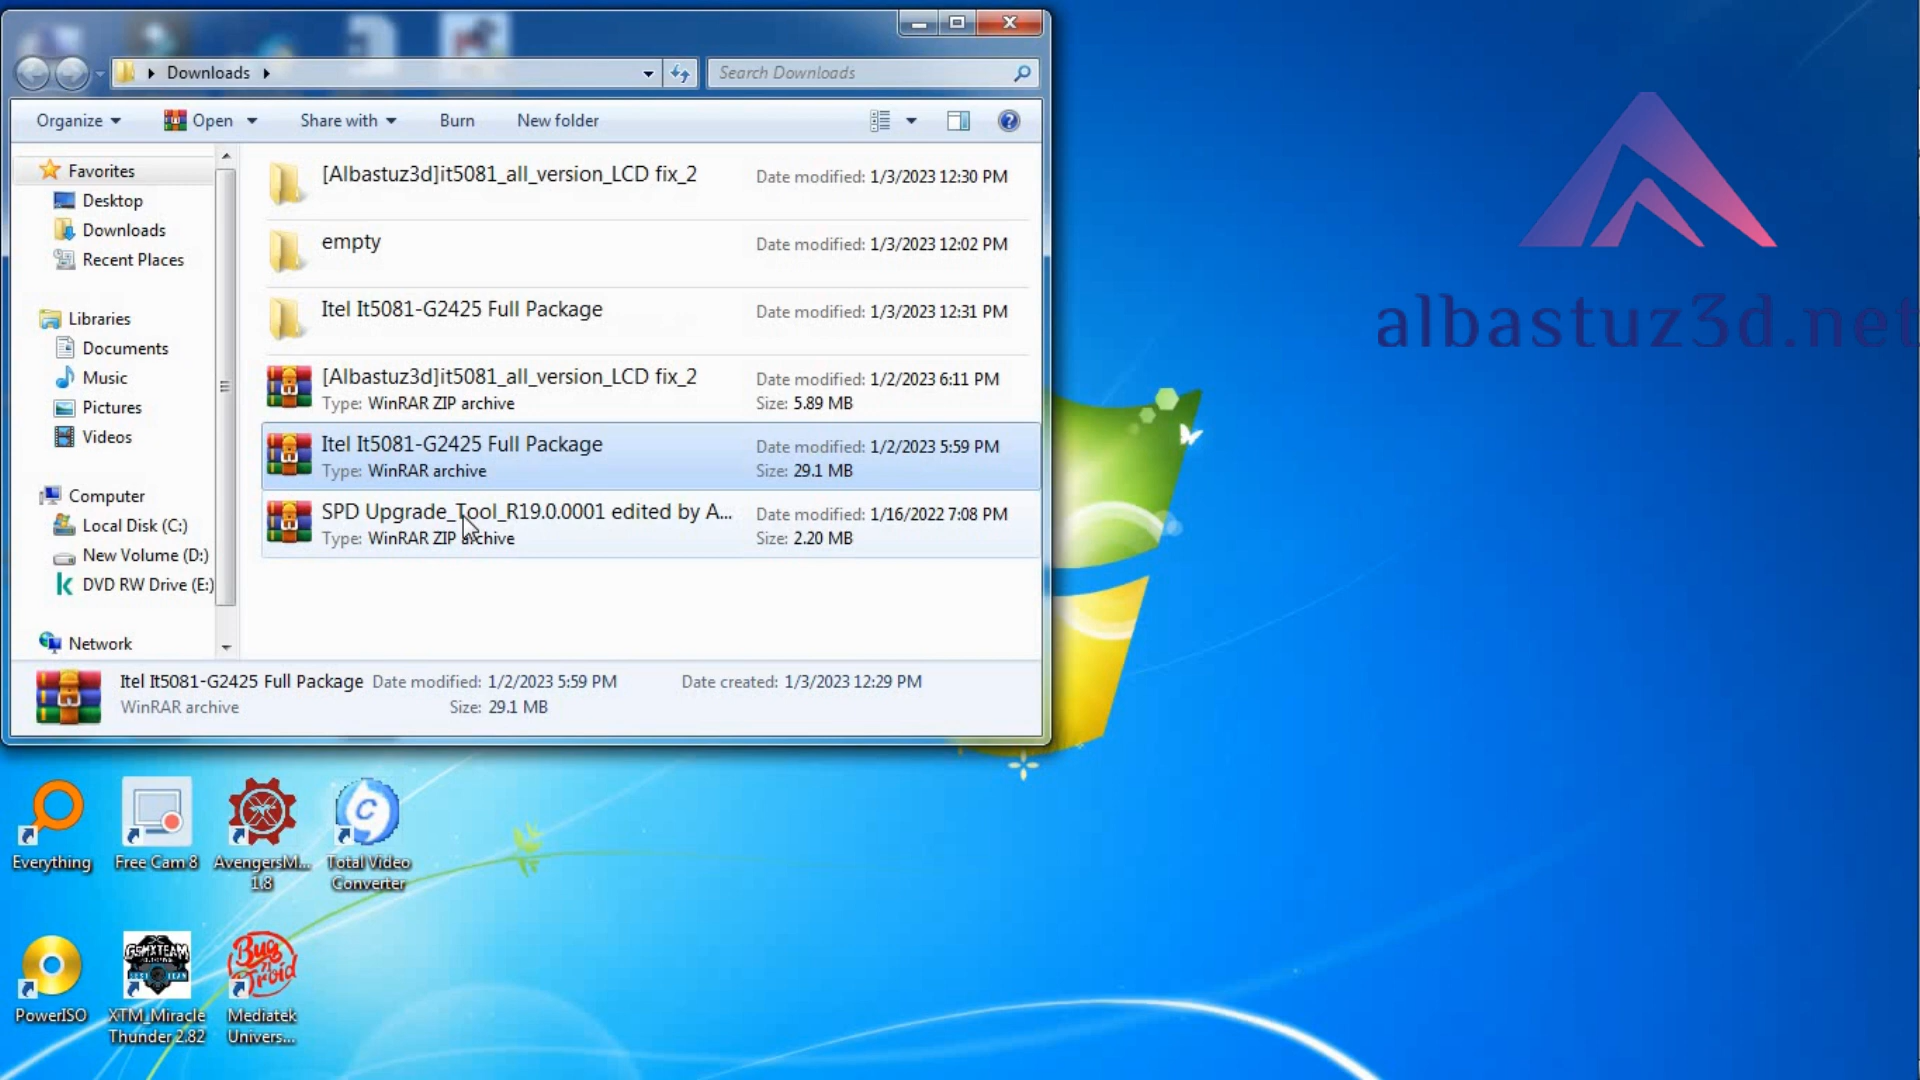 Downloads
Search Downloads
Organize
Open
Share with
Burn
New folder
Favorites
Desktop
Downloads
Recent Places
Libraries
Documents
Music
Pictures
Videos
Computer
Local Disk (C:)
New Volume (D:)
DVD RW Drive (E:)
Network
[Albastuz3d]it5081_all_version_LCD fix_2 Date modified: 1/3/2023 12:30 PM
empty Date modified: 1/3/2023 12:02 PM
Itel It5081-G2425 Full Package Date modified: 1/3/2023 12:31 PM
[Albastuz3d]it5081_all_version_LCD fix_2 Date modified: 1/2/2023 6:11 PM
Type: WinRAR ZIP archive Size: 5.89 MB
Itel It5081-G2425 Full Package Date modified: 1/2/2023 5:59 PM
Type: WinRAR archive Size: 29.1 MB
SPD Upgrade_Tool_R19.0.0001 edited by A... Date modified: 1/16/2022 7:08 PM
Type: WinRAR ZIP archive Size: 2.20 MB
Itel It5081-G2425 Full Package Date modified: 1/2/2023 5:59 PM Date created: 1/3/2023 12:29 PM
WinRAR archive Size: 29.1 MB
albastuz3d.net
Everything
Free Cam 8
AvengersM...
1.8
Total Video
Converter
PowerISO
GSMXTEAM
XTM_Miracle
Thunder 2.82
Bug
Droid
Mediatek
Univers...